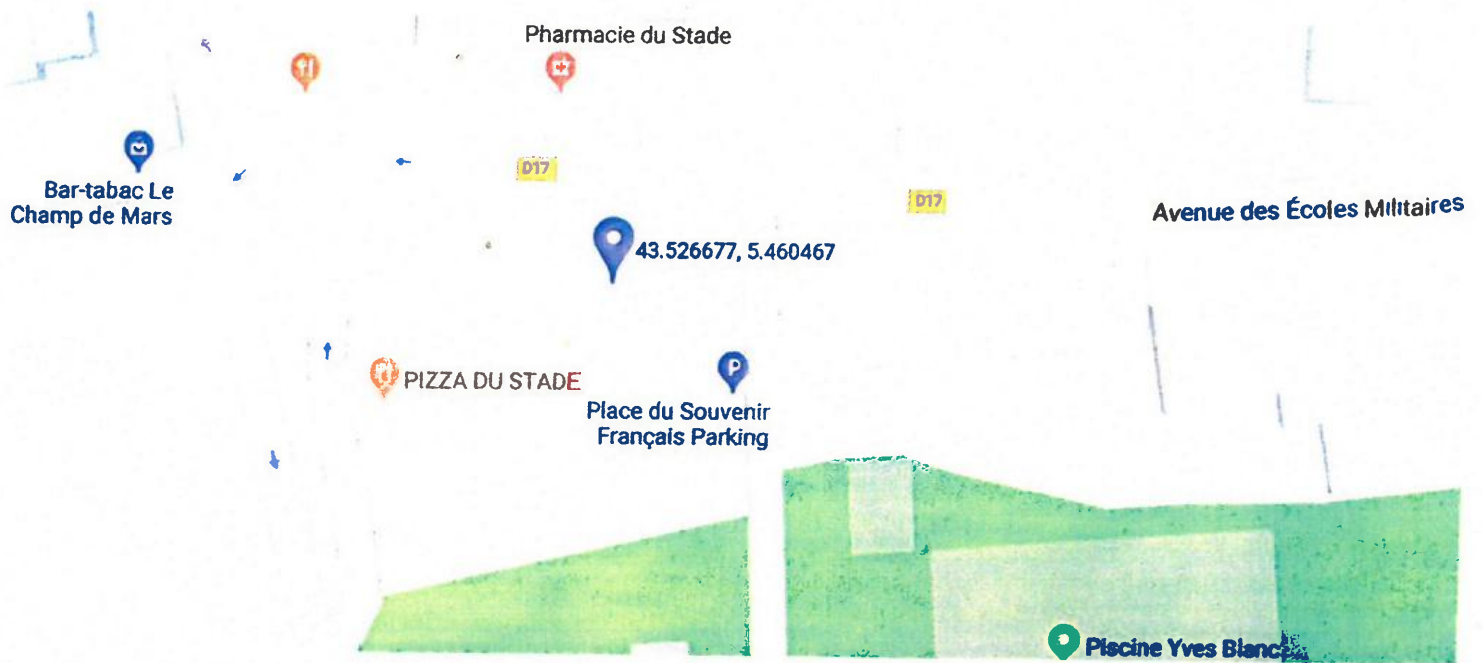 Pharmacie du Stade
Bar-tabac Le
Champ de Mars
D17
D17
Avenue des Écoles Militaires
43.526677, 5.460467
PIZZA DU STADE
P
Place du Souvenir
Français Parking
Piscine Yves Blanc